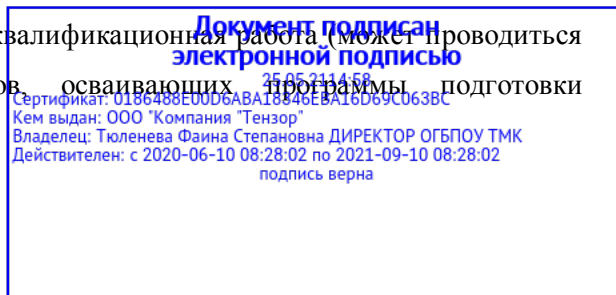 квалификационная работа (может проводиться
Документ подписан
электронной подписью
25.05.21 14:58
ов, осваивающих программы подготовки
Сертификат: 0186488E00D6ABA18846EBA16D69C063BC
Кем выдан: ООО "Компания "Тензор"
Владелец: Тюленева Фаина Степановна ДИРЕКТОР ОГБПОУ ТМК
Действителен: с 2020-06-10 08:28:02 по 2021-09-10 08:28:02
подпись верна